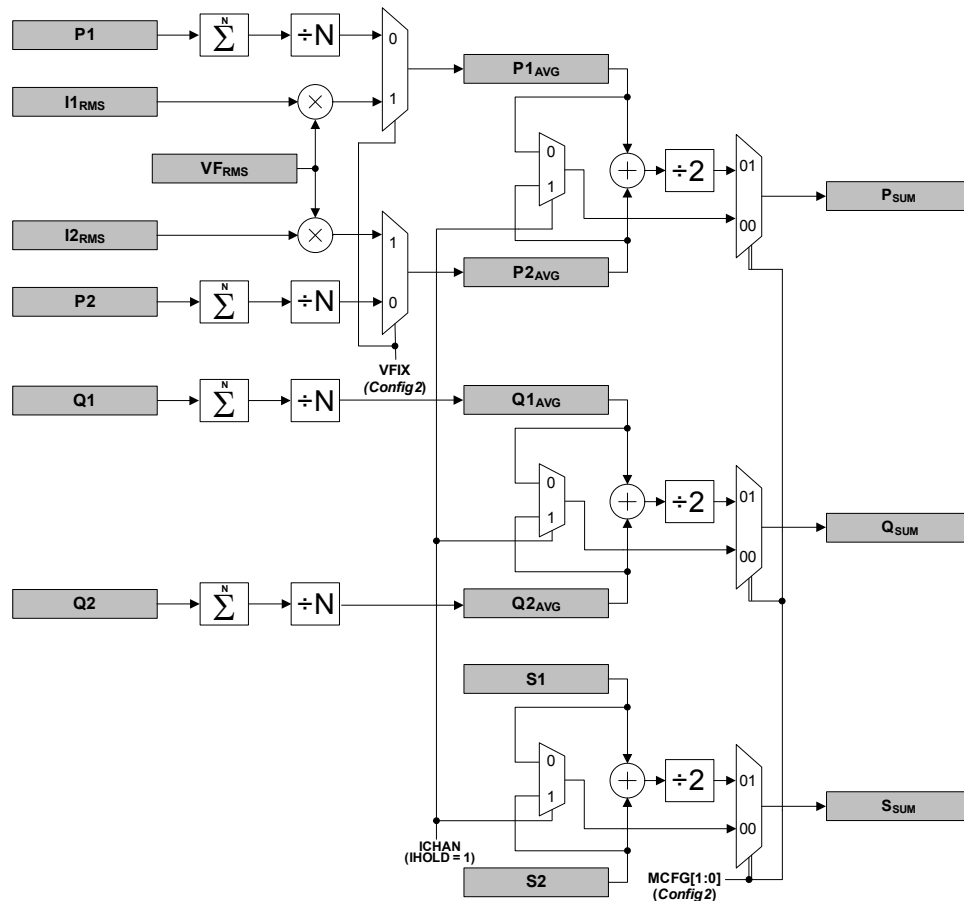 P1
N
∑
÷N
0
1
P1AVG
I1RMS
×
VFRMS
0
1
+
÷2
01
00
PSUM
I2RMS
×
1
0
P2AVG
P2
N
∑
÷N
VFIX
(Config2)
Q1
N
∑
÷N
Q1AVG
0
1
+
÷2
01
00
QSUM
Q2
N
∑
÷N
Q2AVG
S1
0
1
+
÷2
01
00
SSUM
ICHAN
(IHOLD = 1)
S2
MCFG[1:0]
(Config2)